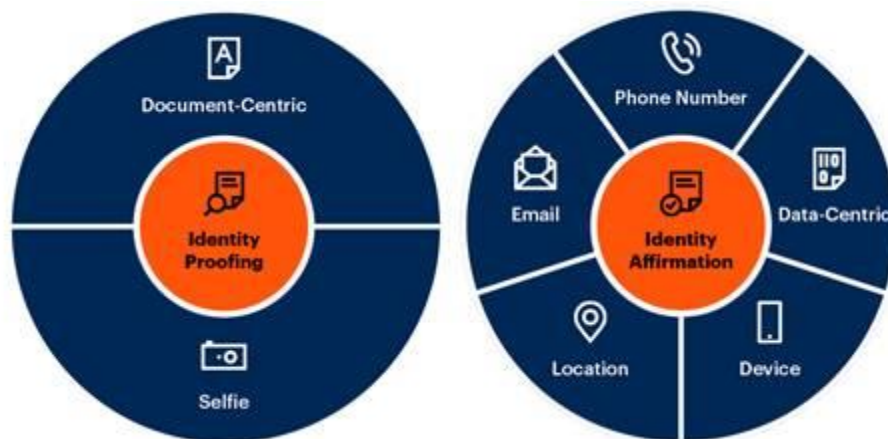 Document-Centric
Identity
Proofing
Selfie
Phone Number
Email
Data-Centric
Identity
Affirmation
Location
Device